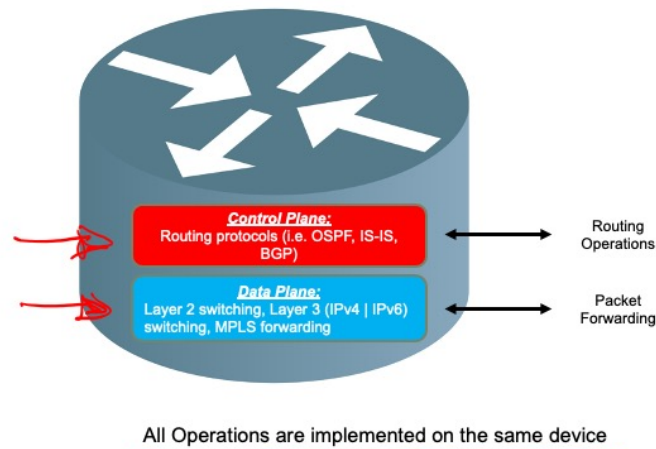 Control Plane:
Routing protocols (i.e. OSPF, IS-IS,
BGP)
Routing
Operations
Data Plane:
Layer 2 switching, Layer 3 (IPv4 | IPv6)
switching, MPLS forwarding
Packet
Forwarding
All Operations are implemented on the same device